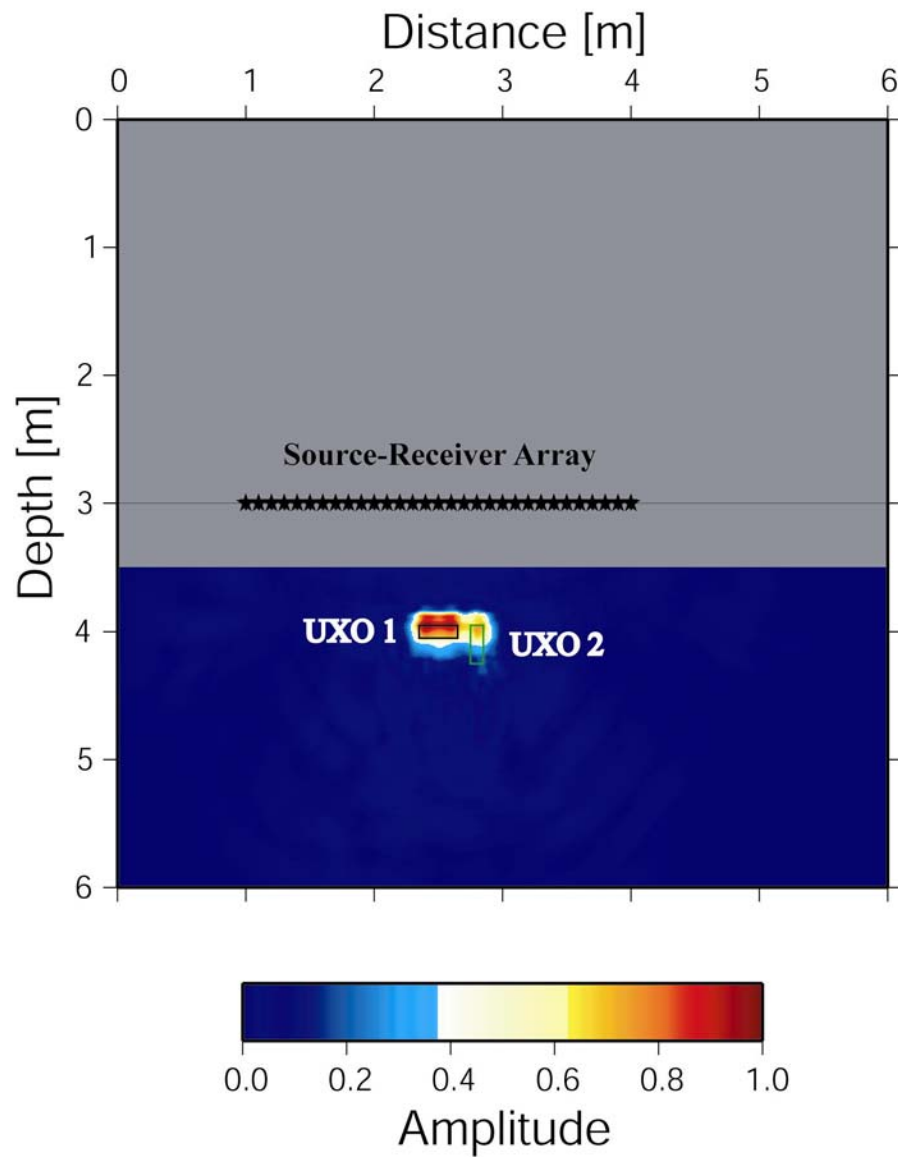 Distance [m]
0 1 2 3 4 5 6
0
1
2
Depth [m]
Source-Receiver Array
3
4
UXO 1
UXO 2
5
6
0.0 0.2 0.4 0.6 0.8 1.0
Amplitude